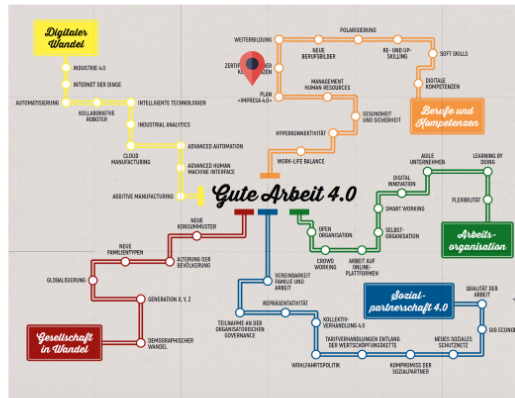 Digitaler
Wandel
INDUSTRIE 4.0
INTERNET DER DINGE
AUTOMATISIERUNG
KOLLABORATIVE
ROBOTER
INTELLIGENTE TECHNOLOGIEN
INDUSTRIAL ANALYTICS
CLOUD
MANUFACTURING
ADVANCED AUTOMATION
ADVANCED HUMAN
MACHINE INTERFACE
ADDITIVE MANUFACTURING
WEITERBILDUNG
POLARISIERUNG
NEUE
BERUFSBILDER
RE- UND UP-
SKILLING
SOFT SKILLS
DIGITALE
KOMPETENZEN
Berufe und
Kompetenzen
PLAN
«IMPRESA 4.0»
MANAGEMENT
HUMAN RESOURCES
GESUNDHEIT
UND SICHERHEIT
HYPERKONNEKTIVITÄT
WORK-LIFE BALANCE
Gute Arbeit 4.0
NEUE
KONSUMMUSTER
NEUE
FAMILIENTYPEN
ALTERUNG DER
BEVÖLKERUNG
GLOBALISIERUNG
GENERATION X, Y, Z
DEMOGRAPHISCHER
WANDEL
Gesellschaft
in Wandel
OPEN
ORGANISATION
CROWD
WORKING
ARBEIT AUF
ONLINE-
PLATTFORMEN
SELBST-
ORGANISATION
SMART WORKING
DIGITAL
INNOVATION
AGILE
UNTERNEHMEN
LEARNING BY
DOING
FLEXIBILITÄT
Arbeits-
organisation
VEREINBARKEIT
FAMILIE UND
ARBEIT
TEILNAHME AN DER
ORGANISATORISCHEN
GOVERNANCE
REPRÄSENTATIVITÄT
KOLLEKTIV-
VERHANDLUNG 4.0
WOHLFAHRTSPOLITIK
TARIFVERHANDLUNGEN ENTLANG
DER WERTSCHÖPFUNGSKETTE
KOMPROMISS DER
SOZIALPARTNER
NEUES SOZIALES
SCHUTZNETZ
GIG ECONO
QUALITÄT DER
ARBEIT
Sozial-
partnerschaft 4.0